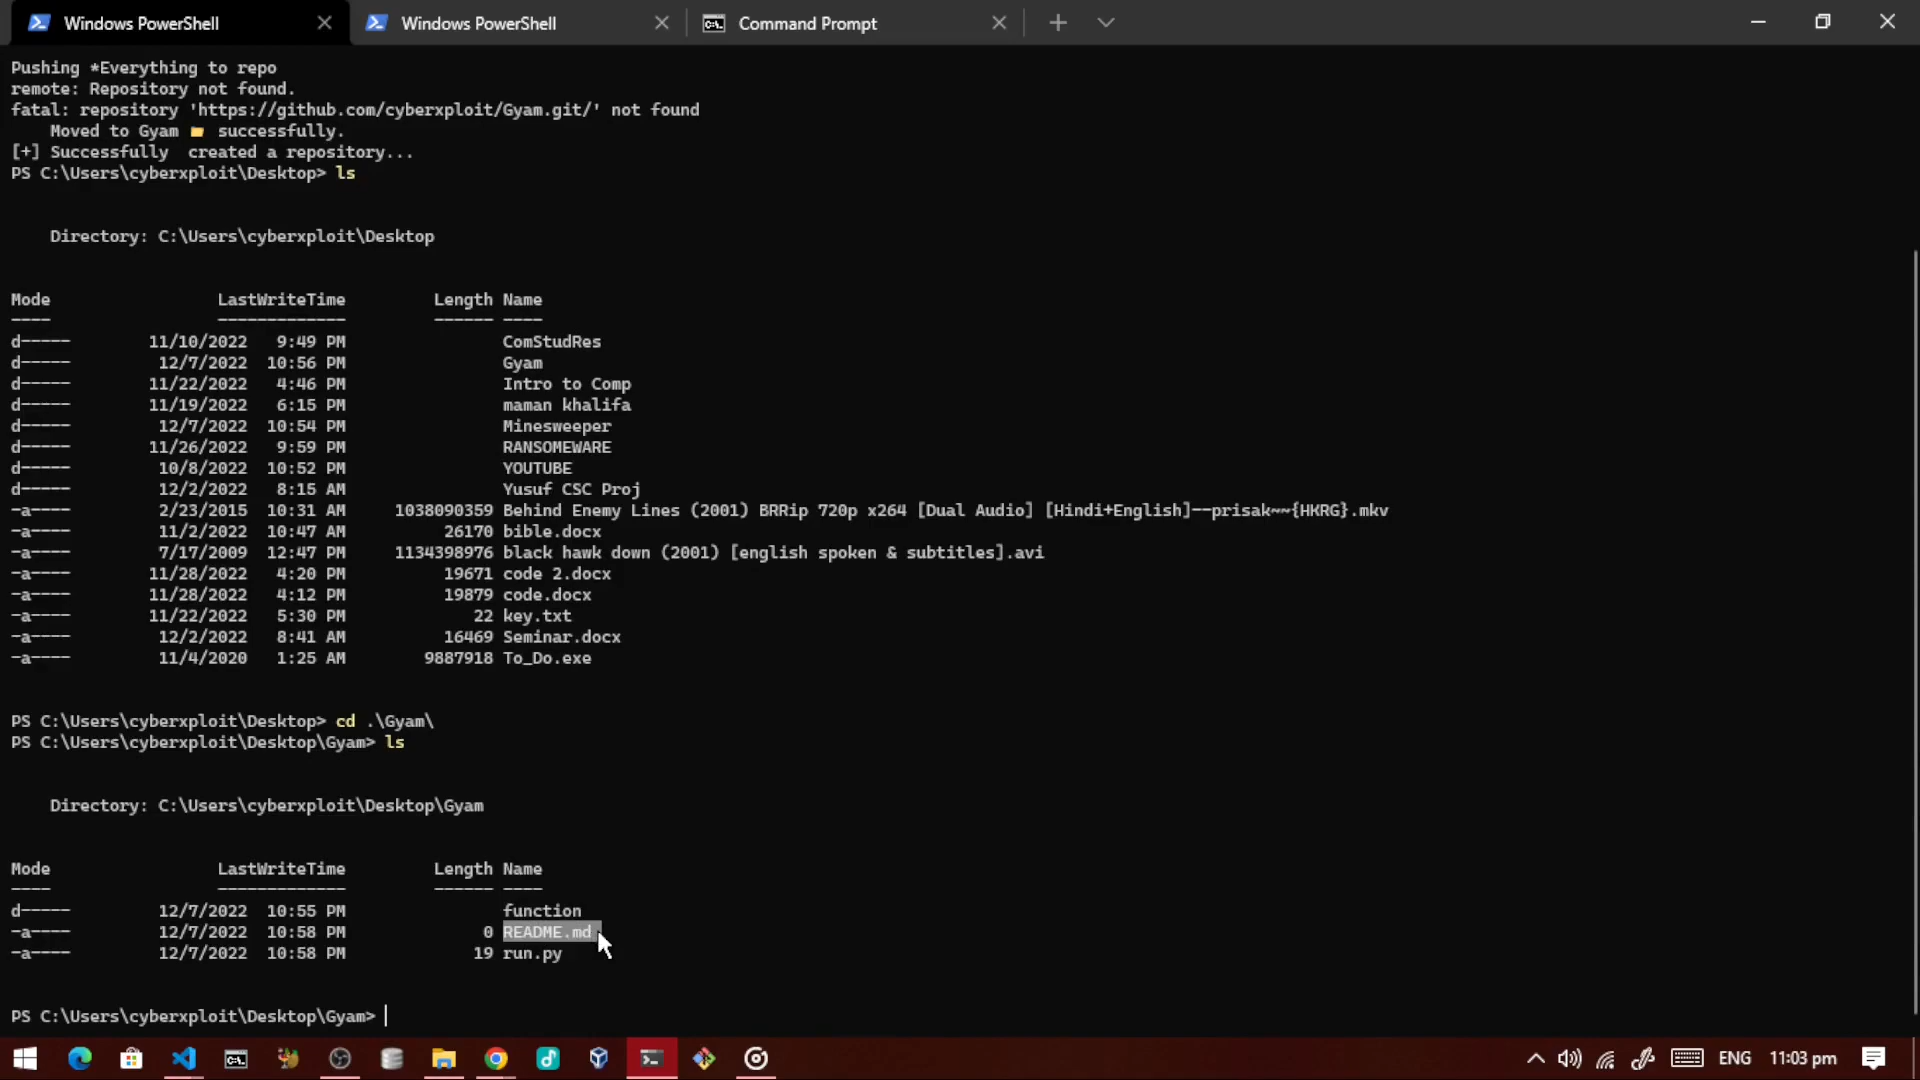 Windows PowerShell
Windows PowerShell
Command Prompt
Pushing *Everything to repo
remote: Repository not found.
fatal: repository 'https://github.com/cyberxploit/Gyam.git/' not found
Moved to Gyam successfully.
[+] Successfully  created a repository...
PS C:\Users\cyberxploit\Desktop> ls
Directory: C:\Users\cyberxploit\Desktop
Mode                 LastWriteTime         Length Name
----                 -------------         ------ ----
d-----        11/10/2022   9:49 PM                ComStudRes
d-----         12/7/2022  10:56 PM                Gyam
d-----        11/22/2022   4:46 PM                Intro to Comp
d-----        11/19/2022   6:15 PM                maman khalifa
d-----         12/7/2022  10:54 PM                Minesweeper
d-----        11/26/2022   9:59 PM                RANSOMEWARE
d-----         10/8/2022  10:52 PM                YOUTUBE
d-----         12/2/2022   8:15 AM                Yusuf CSC Proj
-a----         2/23/2015  10:31 AM     1038090359 Behind Enemy Lines (2001) BRRip 720p x264 [Dual Audio] [Hindi+English]--prisak~~{HKRG}.mkv
-a----         11/2/2022  10:47 AM          26170 bible.docx
-a----         7/17/2009  12:47 PM     1134398976 black hawk down (2001) [english spoken & subtitles].avi
-a----        11/28/2022   4:20 PM          19671 code 2.docx
-a----        11/28/2022   4:12 PM          19879 code.docx
-a----        11/22/2022   5:30 PM             22 key.txt
-a----         12/2/2022   8:41 AM          16469 Seminar.docx
-a----         11/4/2020   1:25 AM        9887918 To_Do.exe
PS C:\Users\cyberxploit\Desktop> cd .\Gyam\
PS C:\Users\cyberxploit\Desktop\Gyam> ls
Directory: C:\Users\cyberxploit\Desktop\Gyam
Mode                 LastWriteTime         Length Name
----                 -------------         ------ ----
d-----         12/7/2022  10:55 PM                function
-a----         12/7/2022  10:58 PM              0 README.md
-a----         12/7/2022  10:58 PM             19 run.py
PS C:\Users\cyberxploit\Desktop\Gyam>
ENG
11:03 pm